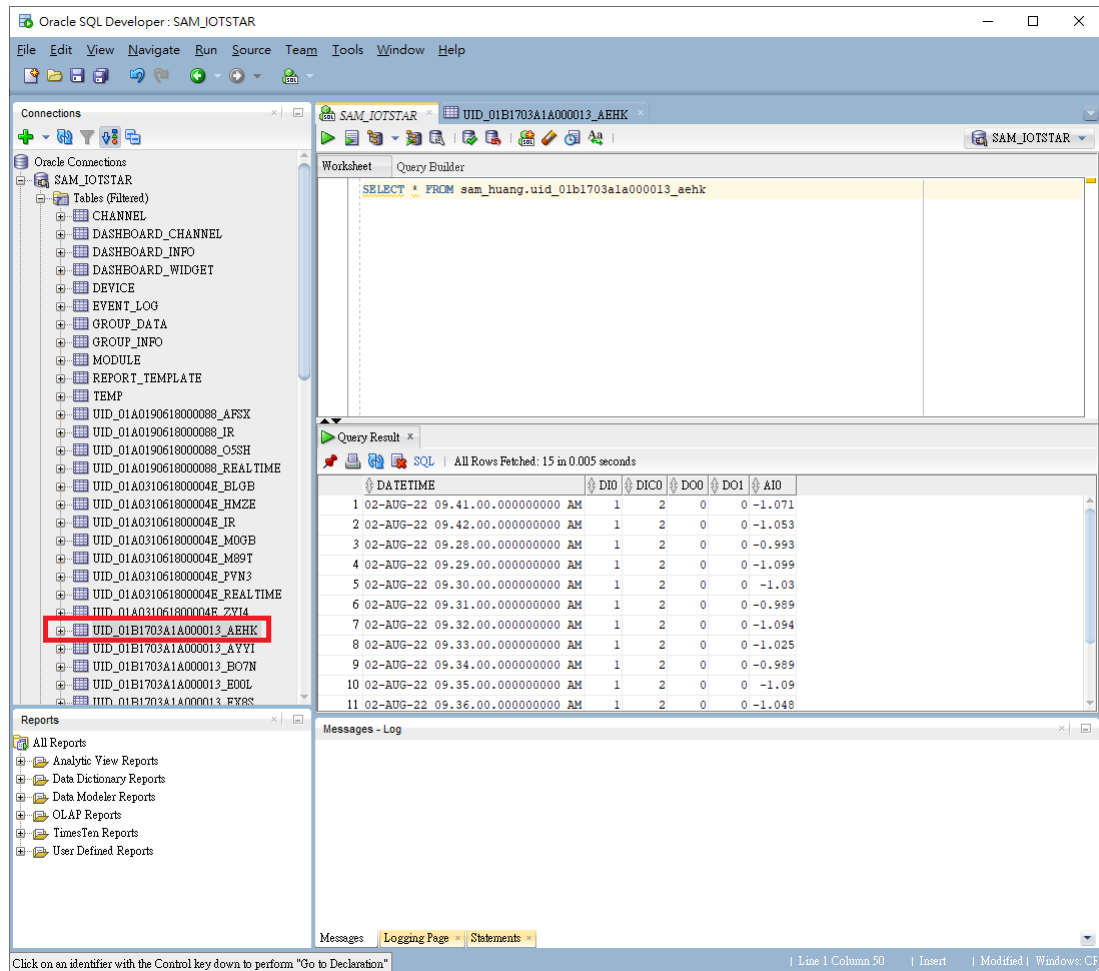 Oracle SQL Developer : SAM_IOTSTAR
File Edit View Navigate Run Source Team Tools Window Help
Connections
Oracle Connections
SAM_IOTSTAR
Tables (Filtered)
CHANNEL
DASHBOARD_CHANNEL
DASHBOARD_INFO
DASHBOARD_WIDGET
DEVICE
EVENT_LOG
GROUP_DATA
GROUP_INFO
MODULE
REPORT_TEMPLATE
TEMP
UID_01A0190618000088_AFSX
UID_01A0190618000088_IR
UID_01A0190618000088_O5SH
UID_01A0190618000088_REALTIME
UID_01A031061800004E_BLGB
UID_01A031061800004E_HMZE
UID_01A031061800004E_IR
UID_01A031061800004E_M0GB
UID_01A031061800004E_M89T
UID_01A031061800004E_PVN3
UID_01A031061800004E_REALTIME
UID_01A031061800004E_ZYI4
UID_01B1703A1A000013_AEHK
UID_01B1703A1A000013_AYYI
UID_01B1703A1A000013_BO7N
UID_01B1703A1A000013_E00L
UID_01B1703A1A000013_EX8S
Reports
All Reports
Analytic View Reports
Data Dictionary Reports
Data Modeler Reports
OLAP Reports
TimesTen Reports
User Defined Reports
SAM_IOTSTAR UID_01B1703A1A000013_AEHK
SQL Aa SAM_IOTSTAR
Worksheet Query Builder
SELECT * FROM sam_huang.uid_01b1703a1a000013_aehk
Query Result
SQL | All Rows Fetched: 15 in 0.005 seconds
DATETIME DI0 DIC0 DO0 DO1 AI0
1 02-AUG-22 09.41.00.000000000 AM 1 2 0 0 -1.071
2 02-AUG-22 09.42.00.000000000 AM 1 2 0 0 -1.053
3 02-AUG-22 09.28.00.000000000 AM 1 2 0 0 -0.993
4 02-AUG-22 09.29.00.000000000 AM 1 2 0 0 -1.099
5 02-AUG-22 09.30.00.000000000 AM 1 2 0 0 -1.03
6 02-AUG-22 09.31.00.000000000 AM 1 2 0 0 -0.989
7 02-AUG-22 09.32.00.000000000 AM 1 2 0 0 -1.094
8 02-AUG-22 09.33.00.000000000 AM 1 2 0 0 -1.025
9 02-AUG-22 09.34.00.000000000 AM 1 2 0 0 -0.989
10 02-AUG-22 09.35.00.000000000 AM 1 2 0 0 -1.09
11 02-AUG-22 09.36.00.000000000 AM 1 2 0 0 -1.048
Messages - Log
Messages Logging Page Statements
Click on an identifier with the Control key down to perform "Go to Declaration" | Line 1 Column 50 | Insert | Modified | Windows: CF